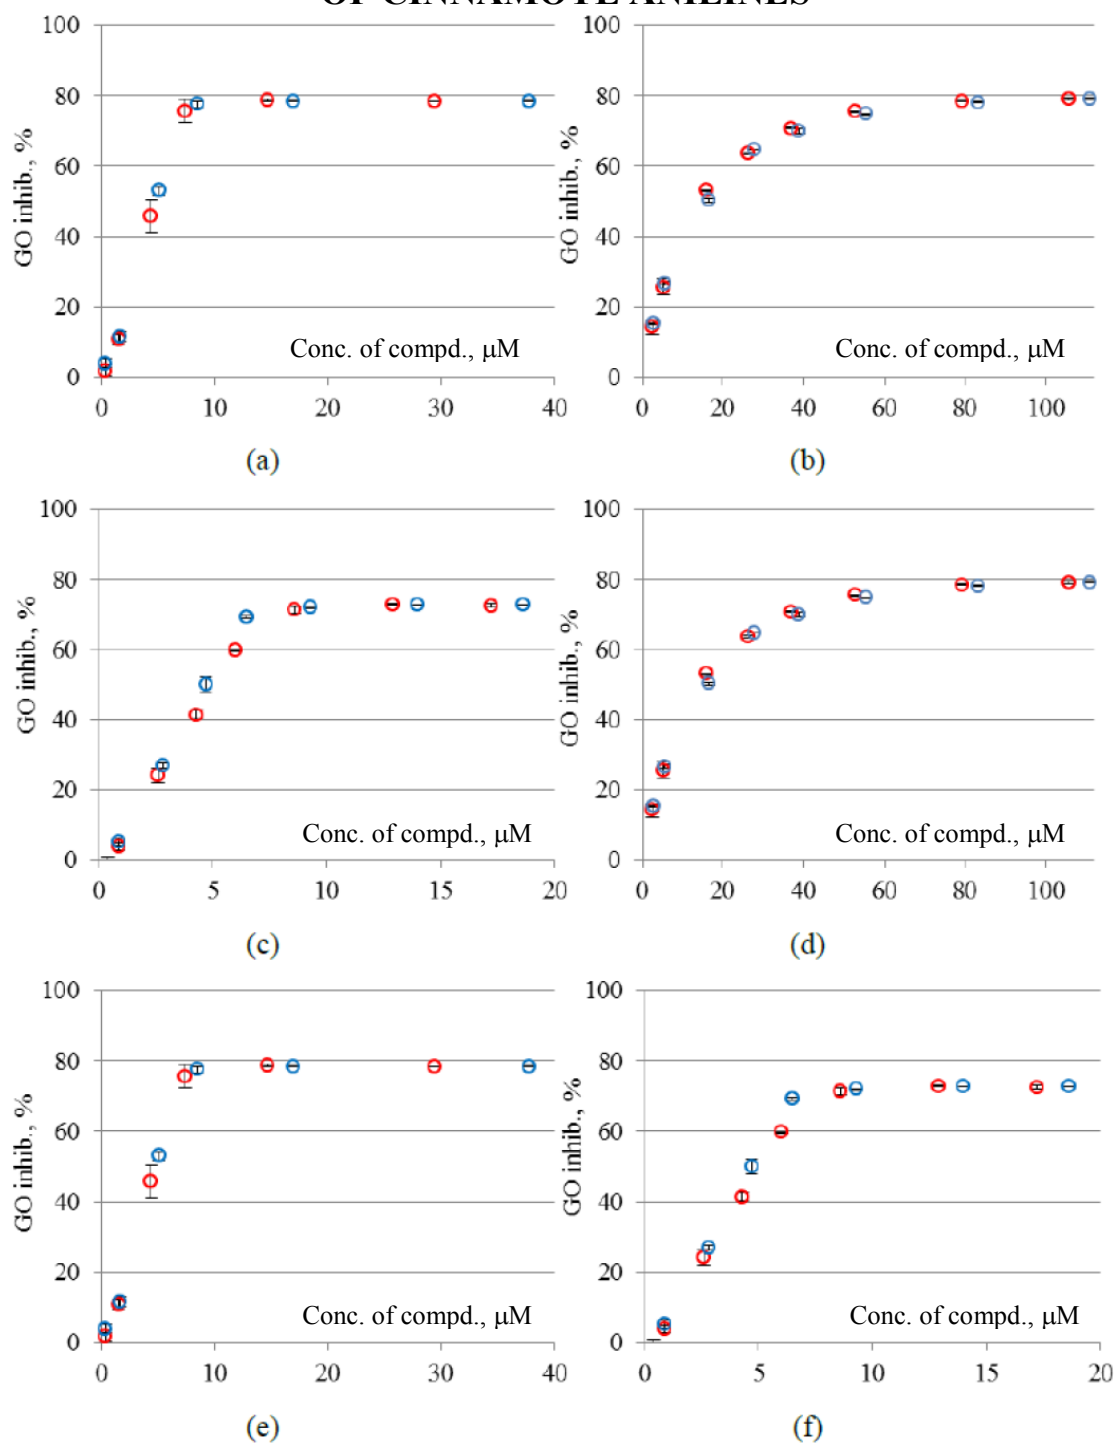 OF CINNAMOYL ANILINES
100
80
60
40
20
0
GO inhib., %
Conc. of compd., μM
0 10 20 30 40
(a)
100
80
60
40
20
0
GO inhib., %
Conc. of compd., μM
0 20 40 60 80 100
(b)
100
80
60
40
20
0
GO inhib., %
Conc. of compd., μM
0 5 10 15 20
(c)
100
80
60
40
20
0
GO inhib., %
Conc. of compd., μM
0 20 40 60 80 100
(d)
100
80
60
40
20
0
GO inhib., %
Conc. of compd., μM
0 10 20 30 40
(e)
100
80
60
40
20
0
GO inhib., %
Conc. of compd., μM
0 5 10 15 20
(f)